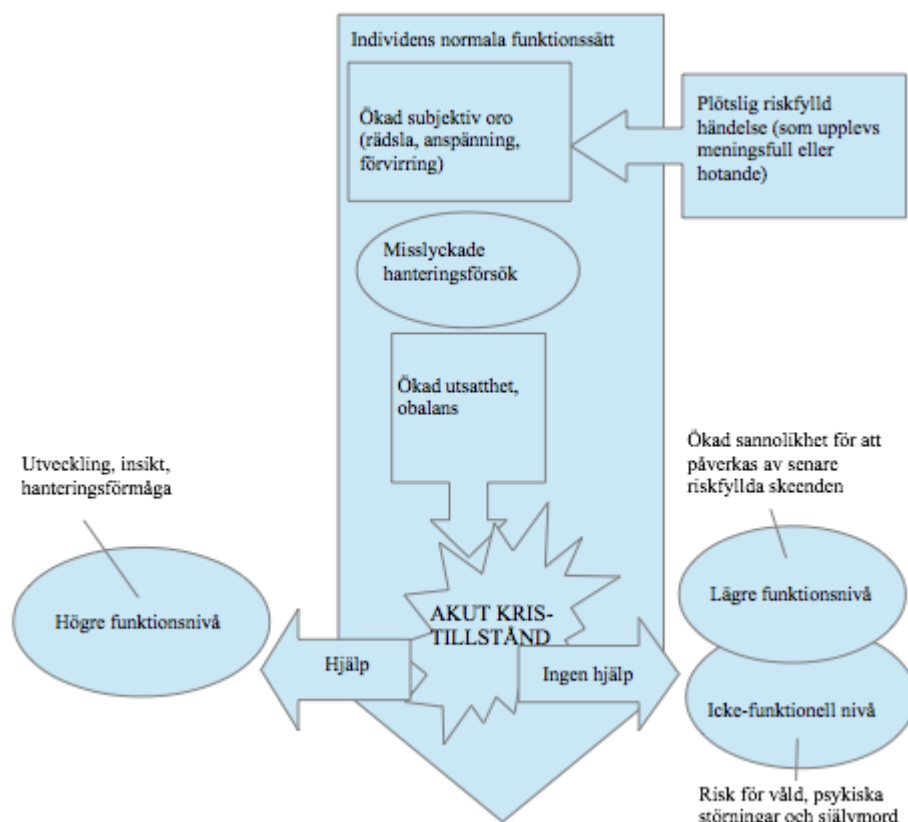 Individens normala funktionssätt
Ökad subjektiv oro
(rädsla, anspänning,
förvirring)
Plötslig riskfylld
händelse (som upplevs
meningsfull eller
hotande)
Misslyckade
hanteringsförsök
Ökad utsatthet,
obalans
Utveckling, insikt,
hanteringsförmåga
Ökad sannolikhet för att
påverkas av senare
riskfyllda skeenden
Högre funktionsnivå
AKUT KRIS-
TILLSTÅND
Lägre funktionsnivå
Hjälp
Ingen hjälp
Icke-funktionell nivå
Risk för våld, psykiska
störningar och självmord